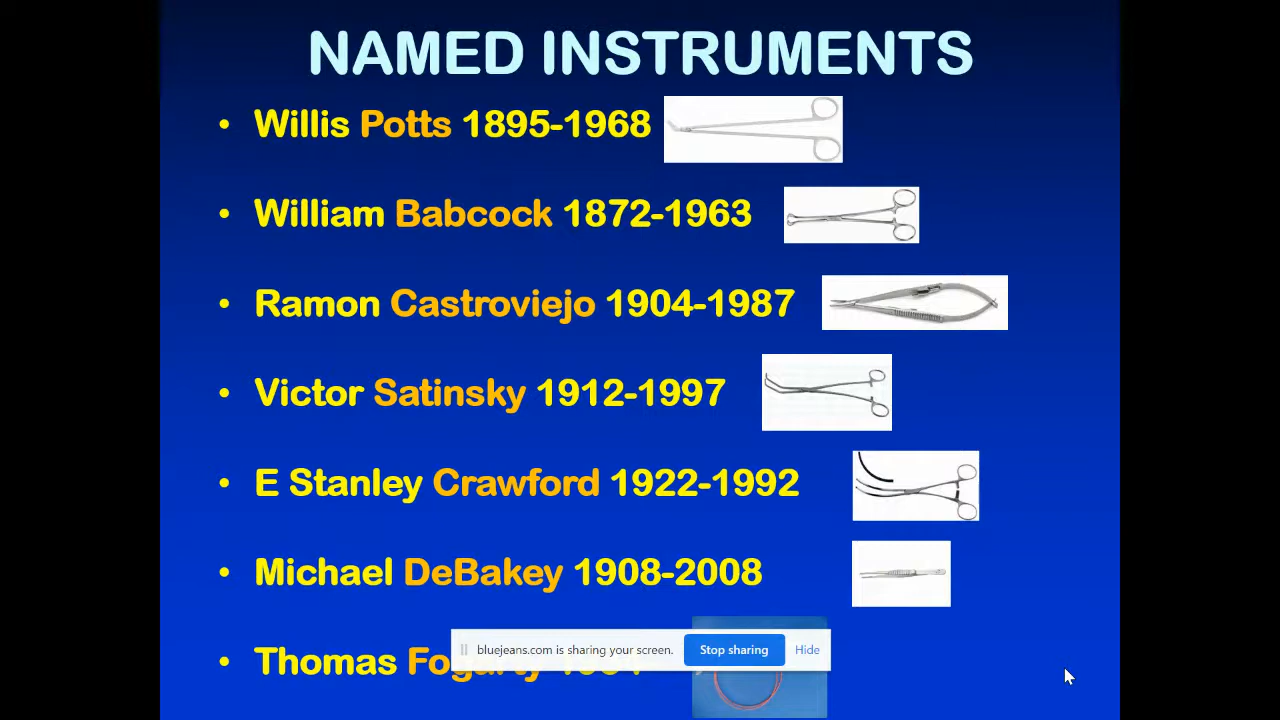 NAMED INSTRUMENTS
• Willis Potts 1895-1968
• William Babcock 1872-1963
• Ramon Castroviejo 1904-1987
• Victor Satinsky 1912-1997
• E Stanley Crawford 1922-1992
• Michael DeBakey 1908-2008
• Thomas Fogarty
bluejeans.com is sharing your screen. Stop sharing Hide